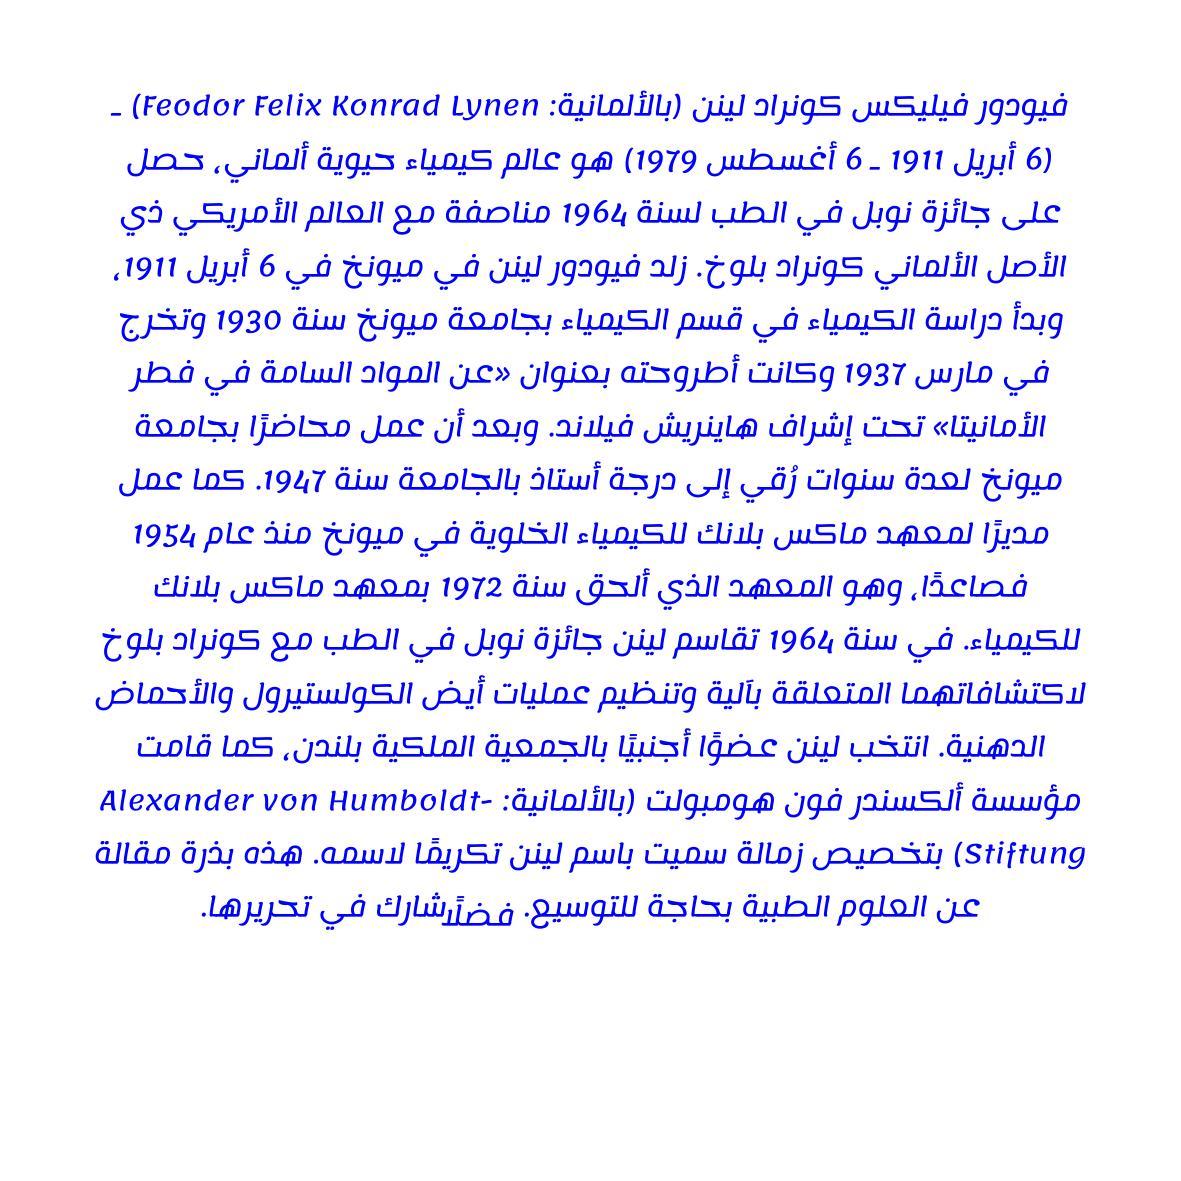 فيودور فيليكس كونراد لينن (بالألمانية: Feodor Felix Konrad Lynen) ـ
(6 أبريل 1911 ـ 6 أغسطس 1979) هو عالم كيمياء حيوية ألماني، حصل
على جائزة نوبل في الطب لسنة 1964 مناصفة مع العالم الأمريكي ذي
الأصل الألماني كونراد بلوخ. زلد فيودور لينن في ميونخ في 6 أبريل 1911،
وبدأ دراسة الكيمياء في قسم الكيمياء بجامعة ميونخ سنة 1930 وتخرج
في مارس 1937 وكانت أطروحته بعنوان «عن المواد السامة في فطر
الأمانيتا» تحت إشراف هاينريش فيلاند. وبعد أن عمل محاضرًا بجامعة
ميونخ لعدة سنوات رُقي إلى درجة أستاذ بالجامعة سنة 1947. كما عمل
مديرًا لمعهد ماكس بلانك للكيمياء الخلوية في ميونخ منذ عام 1954
فصاعدًا، وهو المعهد الذي ألحق سنة 1972 بمعهد ماكس بلانك
للكيمياء. في سنة 1964 تقاسم لينن جائزة نوبل في الطب مع كونراد بلوخ
لاكتشافاتهما المتعلقة بآلية وتنظيم عمليات أيض الكولستيرول والأحماض
الدهنية. انتخب لينن عضوًا أجنبيًا بالجمعية الملكية بلندن، كما قامت
مؤسسة ألكسندر فون هومبولت (بالألمانية: Alexander von Humboldt-
Stiftung) بتخصيص زمالة سميت باسم لينن تكريمًا لاسمه. هذه بذرة مقالة
عن العلوم الطبية بحاجة للتوسيع. فضلًاشارك في تحريرها.